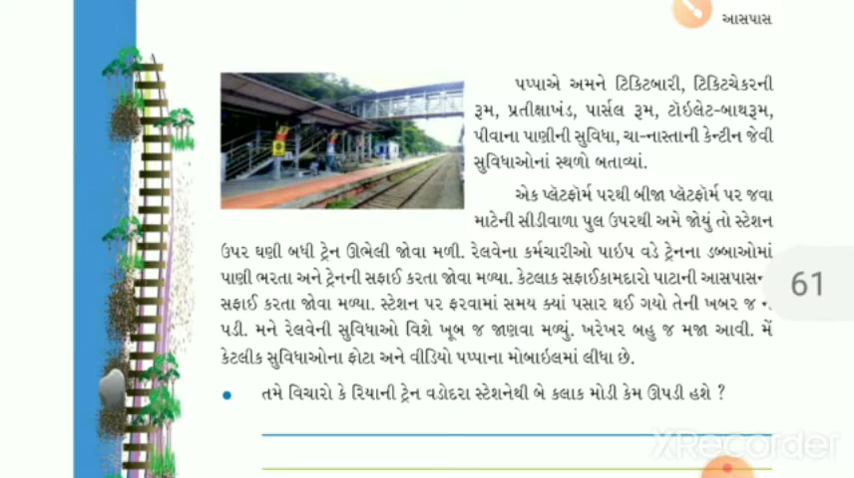 આસપાસ
પપ્પાએ અમને ટિકિટબારી, ટિકિટચેકરની
રૂમ, પ્રતીક્ષાખંડ, પાર્સલ રૂમ, ટૉઇલેટ-બાથરૂમ,
પીવાના પાણીની સુવિધા, ચા-નાસ્તાની કેન્ટીન જેવી
સુવિધાઓનાં સ્થળો બતાવ્યાં.
એક પ્લૅટફૉર્મ પરથી બીજા પ્લૅટફૉર્મ પર જવા
માટેની સીડીવાળા પુલ ઉપરથી અમે જોયું તો સ્ટેશન
ઉપર ઘણી બધી ટ્રેન ઊભેલી જોવા મળી. રેલવેના કર્મચારીઓ પાઇપ વડે ટ્રેનના ડબ્બાઓમાં
પાણી ભરતા અને ટ્રેનની સફાઈ કરતા જોવા મળ્યા. કેટલાક સફાઈકામદારો પાટાની આસપાસન
સફાઈ કરતા જોવા મળ્યા. સ્ટેશન પર ફરવામાં સમય ક્યાં પસાર થઈ ગયો તેની ખબર જ ન
પડી. મને રેલવેની સુવિધાઓ વિશે ખૂબ જ જાણવા મળ્યું. ખરેખર બહુ જ મજા આવી. મેં
કેટલીક સુવિધાઓના ફોટા અને વીડિયો પપ્પાના મોબાઇલમાં લીધા છે.
61
• તમે વિચારો કે રિયાની ટ્રેન વડોદરા સ્ટેશનેથી બે કલાક મોડી કેમ ઊપડી હશે ?
XRecorder